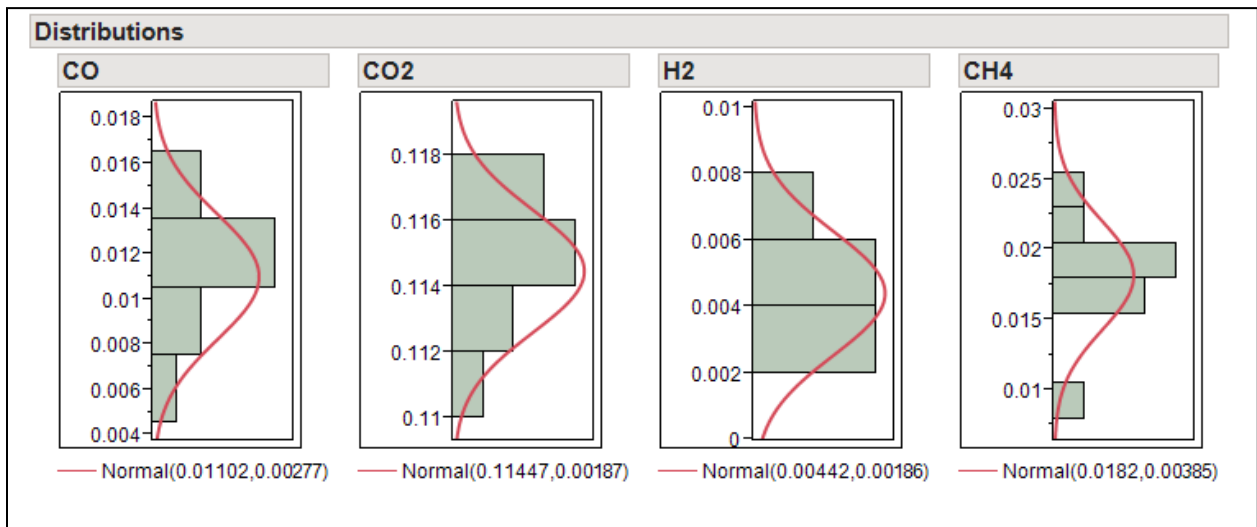 Distributions
CO
0.018
0.016
0.014
0.012
0.01
0.008
0.006
0.004
Normal(0.01102,0.00277)
CO2
0.118
0.116
0.114
0.112
0.11
Normal(0.11447,0.00187)
H2
0.01
0.008
0.006
0.004
0.002
0
Normal(0.00442,0.00186)
CH4
0.03
0.025
0.02
0.015
0.01
Normal(0.0182,0.00385)